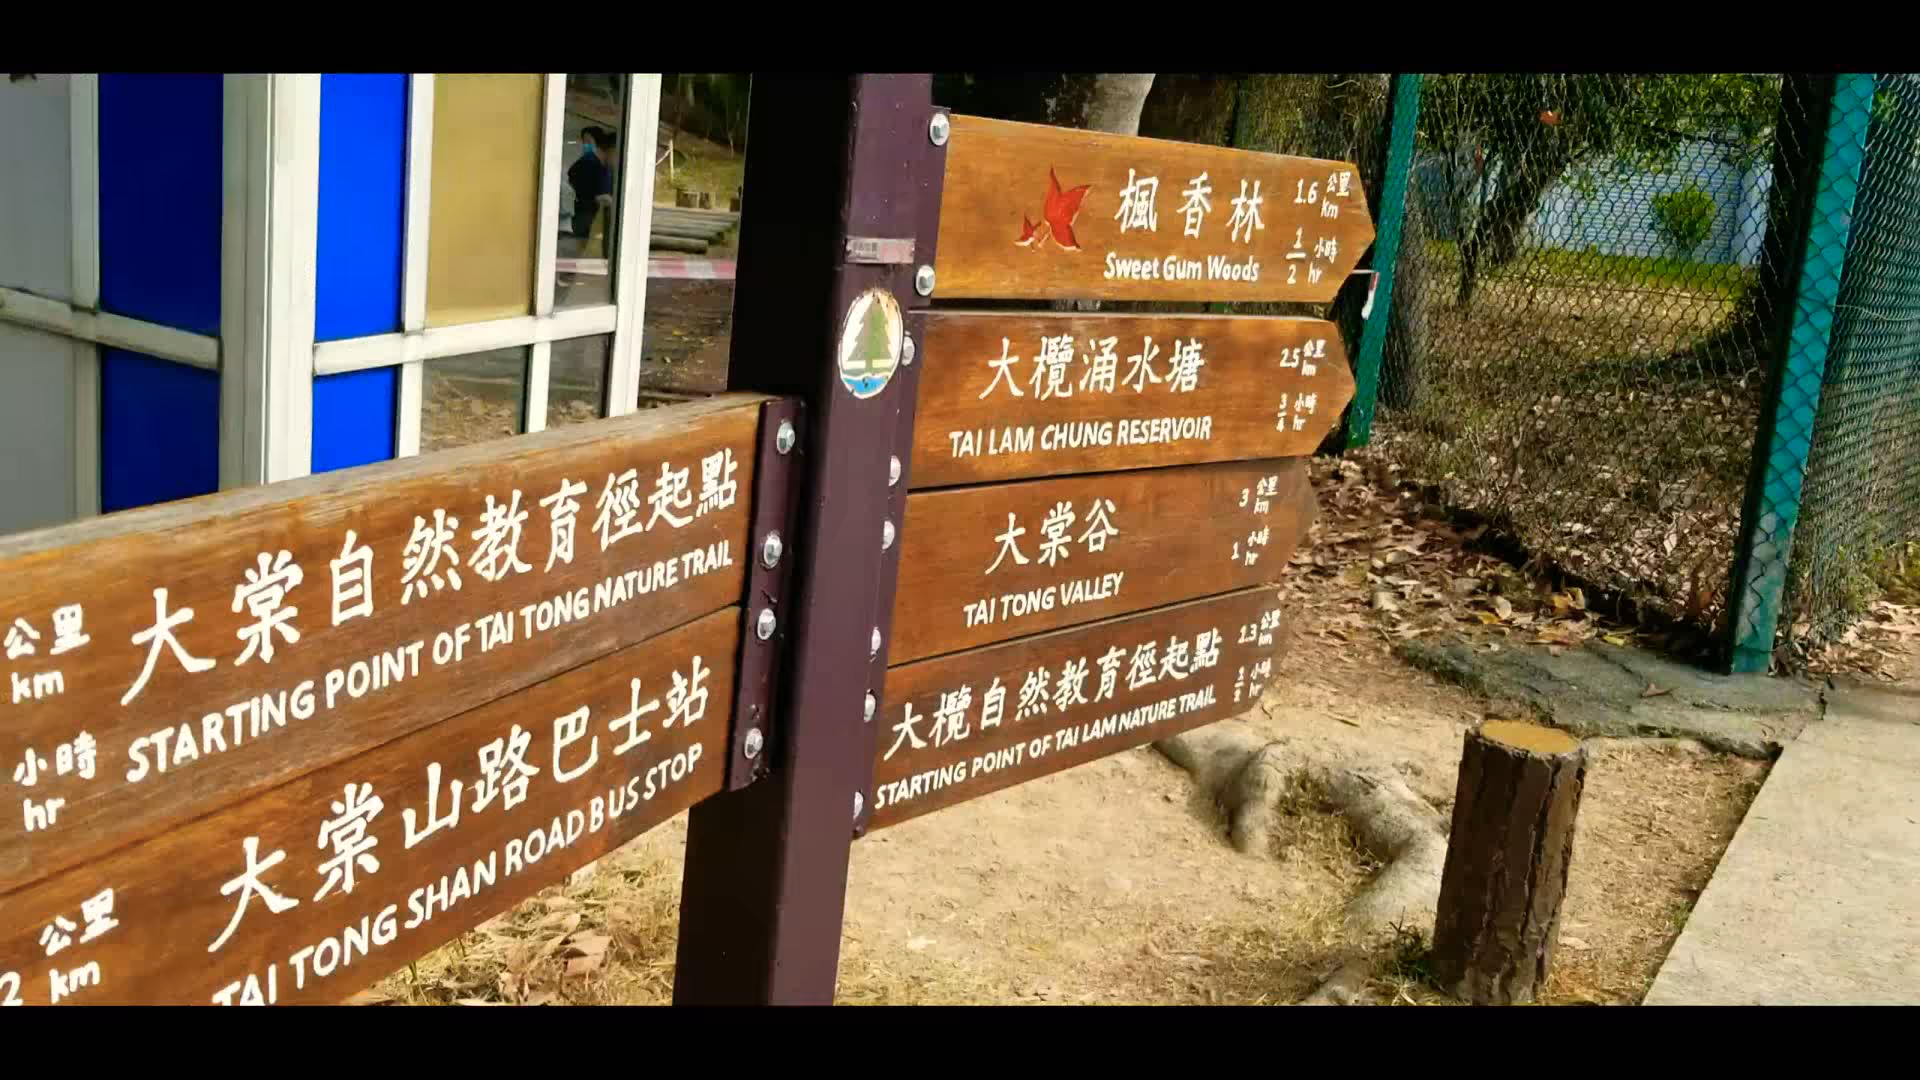 楓香林
Sweet Gum Woods
1.6 公里 km
1/2 小時 hr
大欖涌水塘
TAI LAM CHUNG RESERVOIR
2.5 公里 km
3/4 小時 hr
大棠谷
TAI TONG VALLEY
3 公里 km
1 小時 hr
大欖自然教育徑起點
STARTING POINT OF TAI LAM NATURE TRAIL
1.3 公里 km
1/2 小時 hr
公里 km
小時 hr
大棠自然教育徑起點
STARTING POINT OF TAI TONG NATURE TRAIL
2 公里 km
大棠山路巴士站
TAI TONG SHAN ROAD BUS STOP